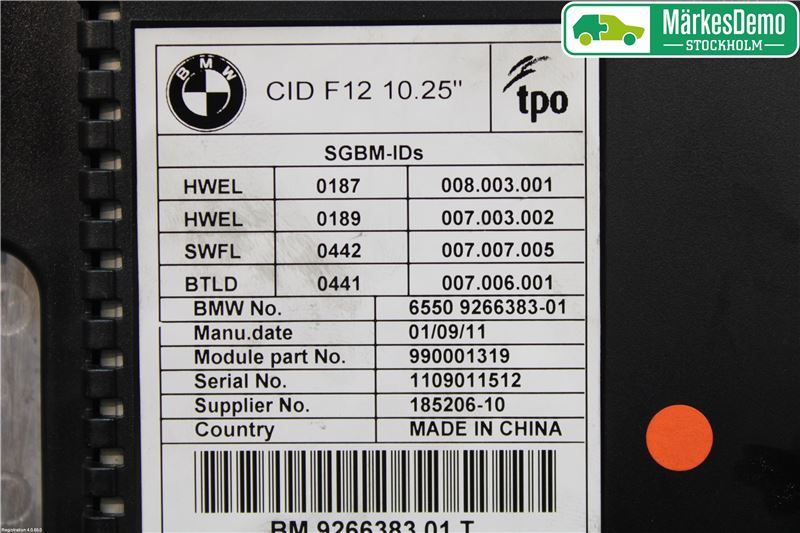 MärkesDemo
STOCKHOLM
BMW
CID F12 10.25"
tpo
SGBM-IDs
HWEL 0187 008.003.001
HWEL 0189 007.003.002
SWFL 0442 007.007.005
BTLD 0441 007.006.001
BMW No. 6550 9266383-01
Manu.date 01/09/11
Module part No. 990001319
Serial No. 1109011512
Supplier No. 185206-10
Country MADE IN CHINA
BM 9266383 01 T